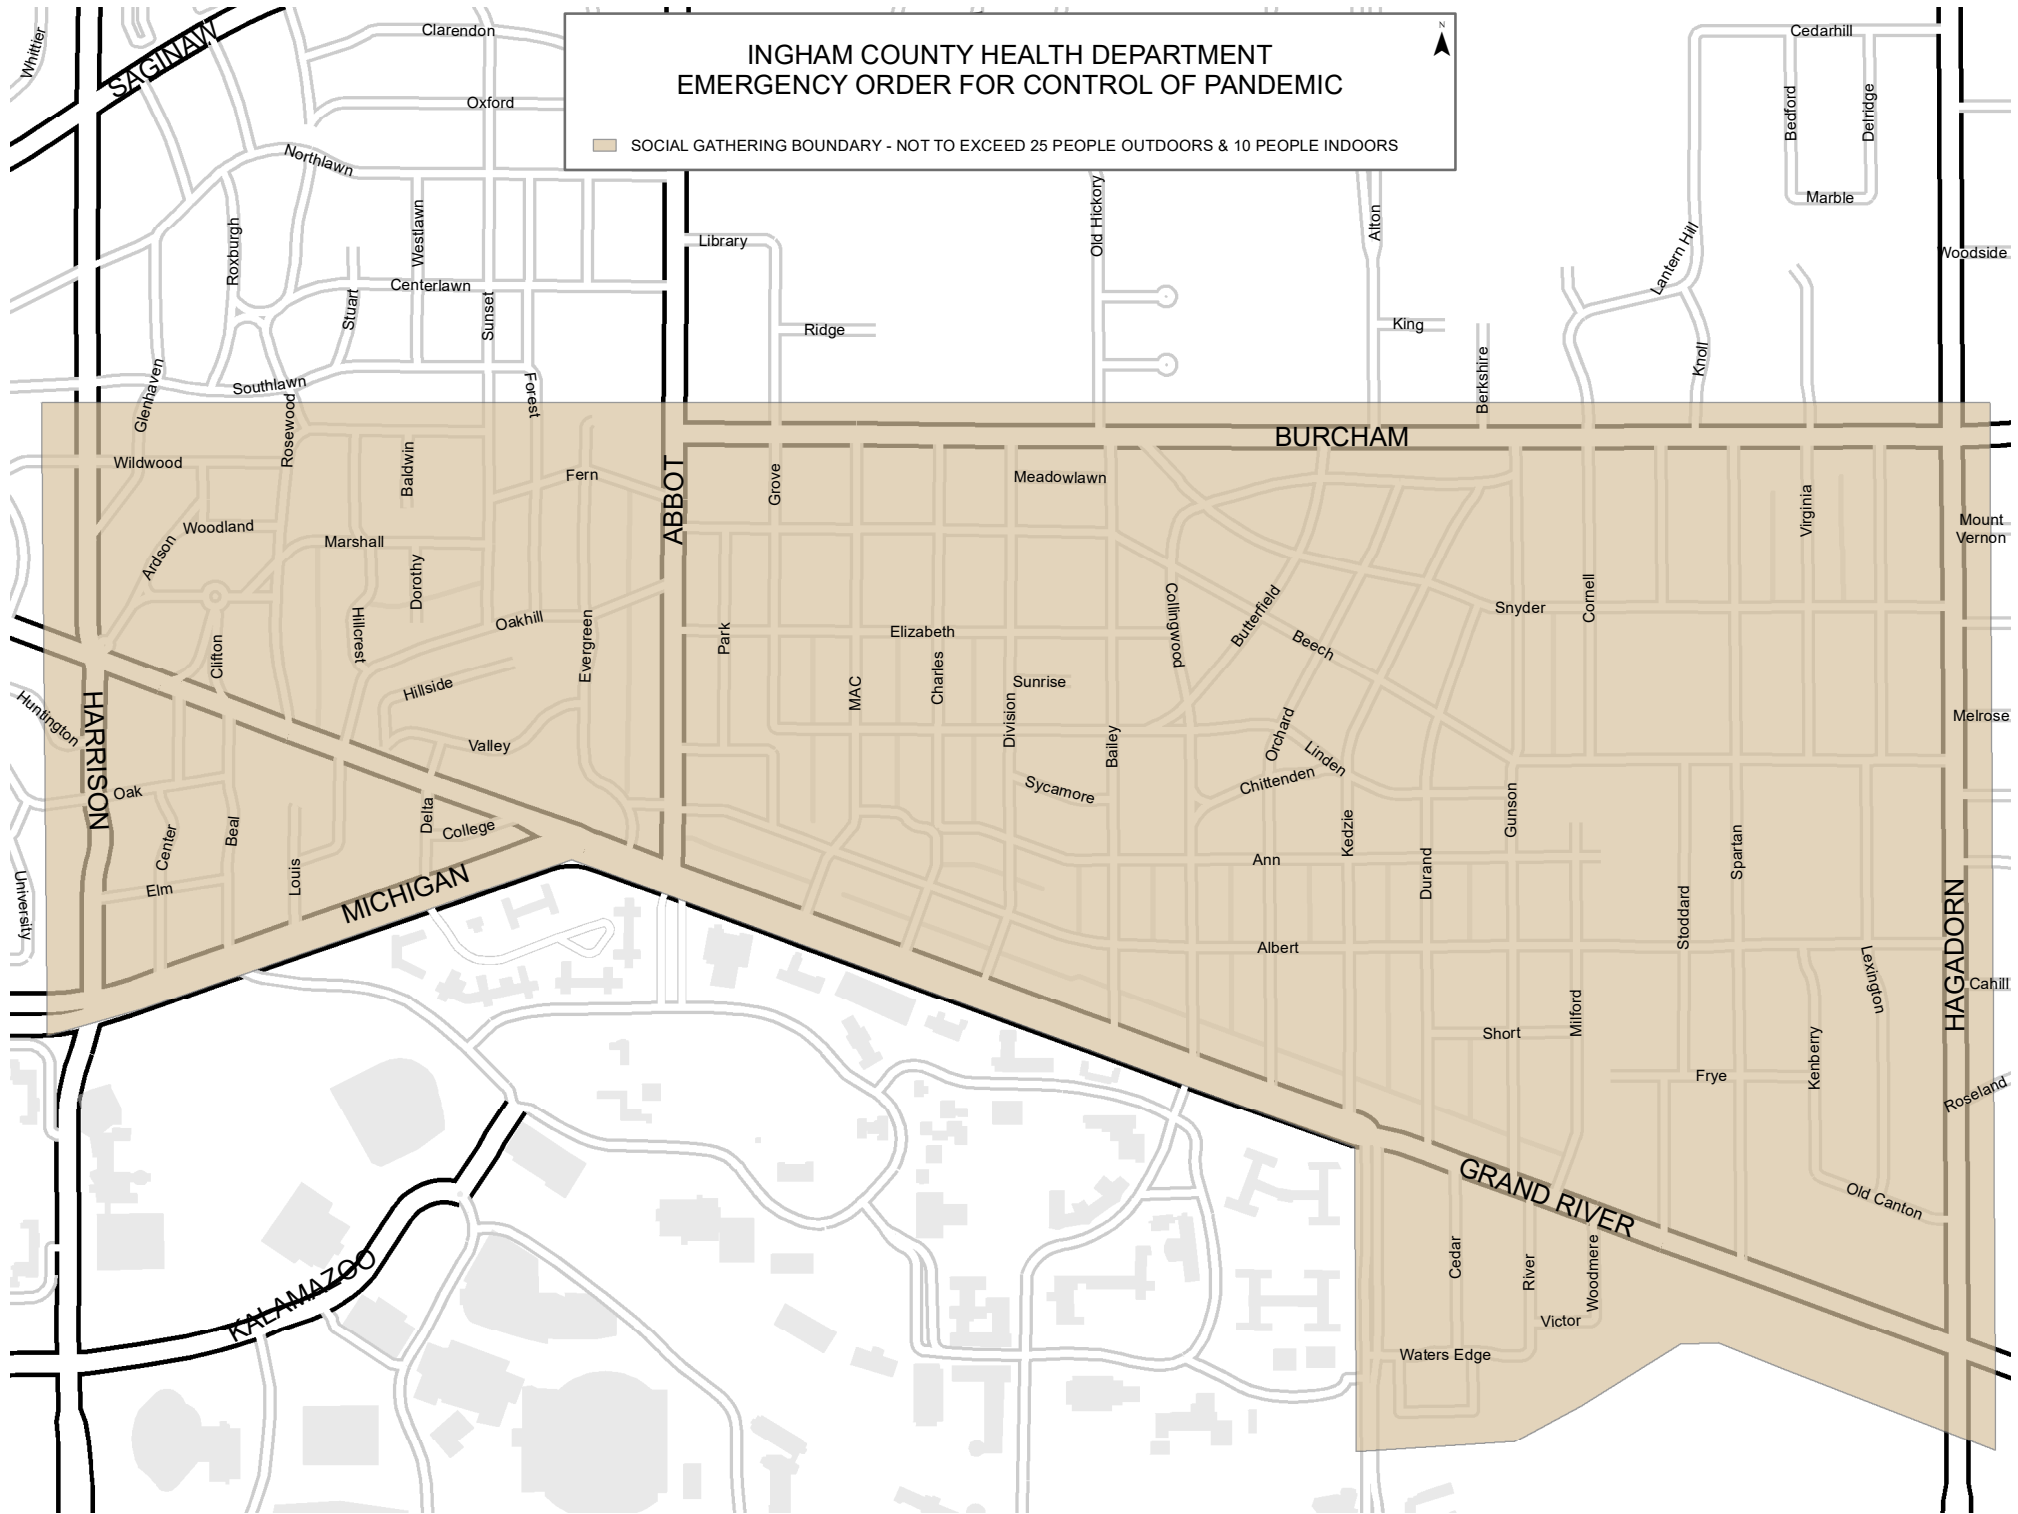 INGHAM COUNTY HEALTH DEPARTMENT
EMERGENCY ORDER FOR CONTROL OF PANDEMIC
N
SOCIAL GATHERING BOUNDARY - NOT TO EXCEED 25 PEOPLE OUTDOORS & 10 PEOPLE INDOORS
Whittier
SAGINAW
Clarendon
Oxford
Cedarhill
Bedford
Delridge
Marble
Northlawn
Roxburgh
Westlawn
Library
Old Hickory
Alton
Lantern Hill
Woodside
Centerlawn
Stuart
Sunset
Ridge
King
Berkshire
Knoll
Glenhaven
Southlawn
Rosewood
Forest
BURCHAM
Wildwood
Baldwin
Fern
ABBOT
Grove
Meadowlawn
Virginia
Mount
Vernon
Woodland
Ardson
Marshall
Dorothy
Hillcrest
Oakhill
Evergreen
Clifton
Hillside
Park
Elizabeth
MAC
Charles
Sunrise
Division
Collingwood
Butterfield
Beech
Snyder
Cornell
Huntington
HARRISON
Valley
Bailey
Orchard
Linden
Melrose
Oak
Center
Beal
Delta
College
Sycamore
Chittenden
Kedzie
Gunson
Elm
Louis
MICHIGAN
Ann
Durand
Spartan
Stoddard
University
Albert
Lexington
HAGADORN
Cahill
Short
Milford
Frye
Kenberry
Roseland
GRAND RIVER
Old Canton
Cedar
River
Woodmere
KALAMAZOO
Victor
Waters Edge